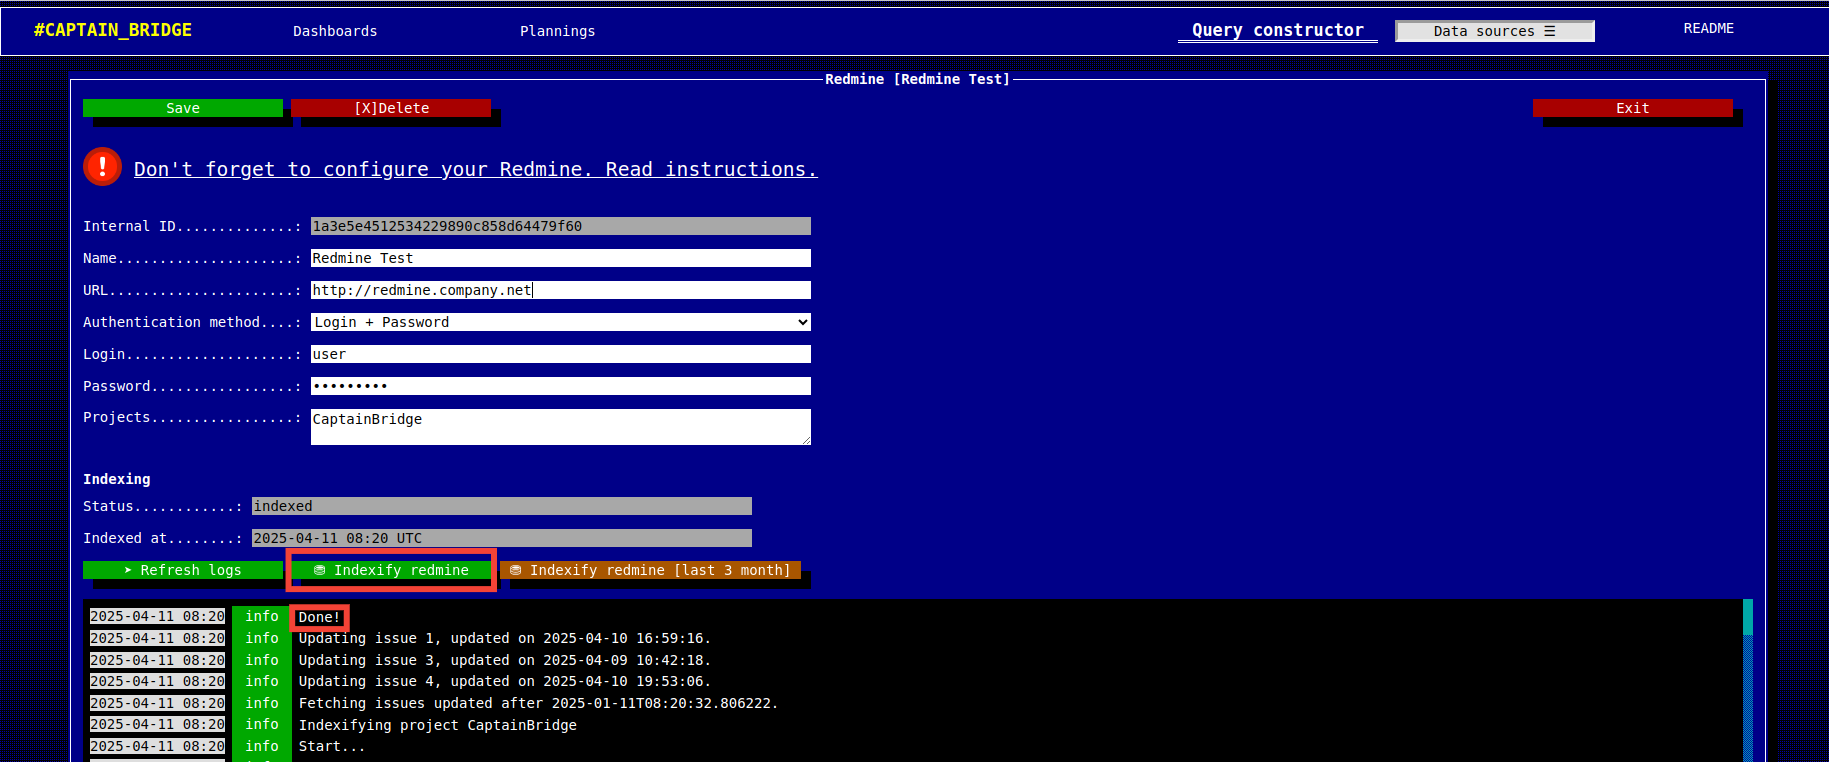 #CAPTAIN_BRIDGE Dashboards Plannings Query constructor Data sources ☰ README
Redmine [Redmine Test]
Save [X]Delete Exit
! Don't forget to configure your Redmine. Read instructions.
Internal ID..............: 1a3e5e4512534229890c858d64479f60
Name.....................: Redmine Test
URL......................: http://redmine.company.net
Authentication method....: Login + Password
Login....................: user
Password.................: •••••••••
Projects.................: CaptainBridge
Indexing
Status............: indexed
Indexed at........: 2025-04-11 08:20 UTC
➤ Refresh logs ⛃ Indexify redmine ⛃ Indexify redmine [last 3 month]
2025-04-11 08:20 info Done!
2025-04-11 08:20 info Updating issue 1, updated on 2025-04-10 16:59:16.
2025-04-11 08:20 info Updating issue 3, updated on 2025-04-09 10:42:18.
2025-04-11 08:20 info Updating issue 4, updated on 2025-04-10 19:53:06.
2025-04-11 08:20 info Fetching issues updated after 2025-01-11T08:20:32.806222.
2025-04-11 08:20 info Indexifying project CaptainBridge
2025-04-11 08:20 info Start...